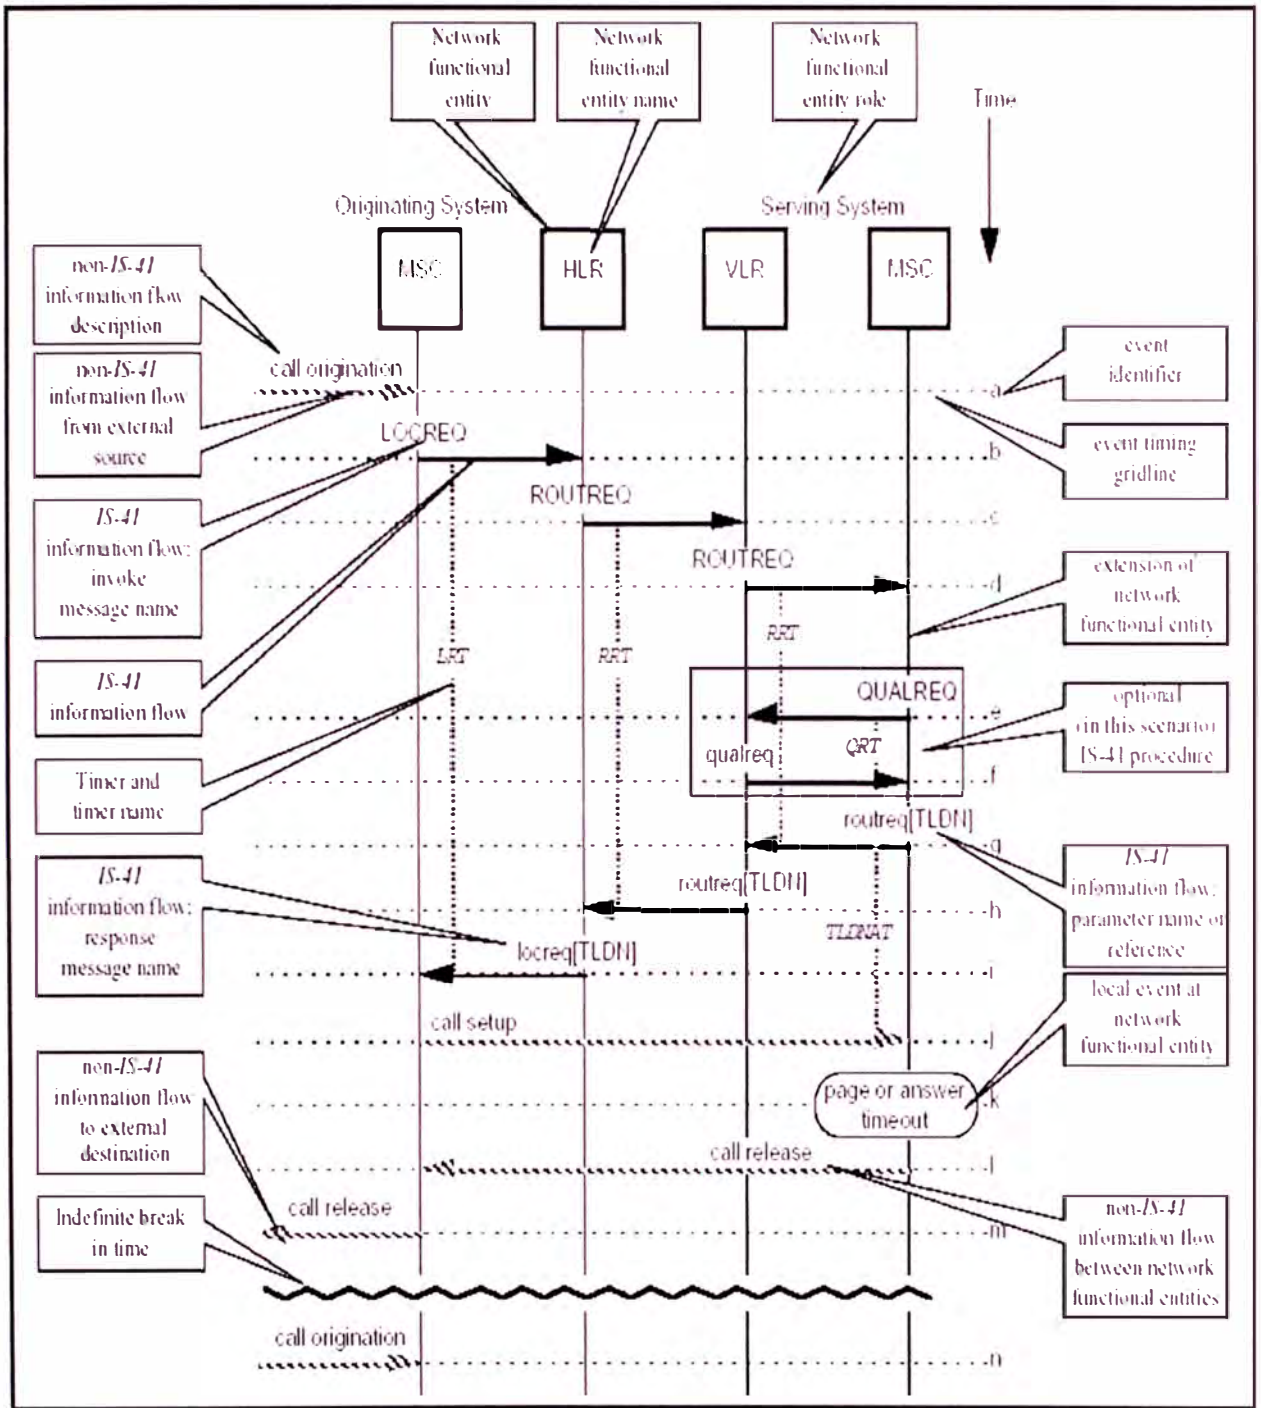 Network
functional
entity
Network
functional
entity name
Network
functional
entity role
Time
Originating System
Serving System
MSC
HLR
VLR
MSC
non-IS-41
information flow
description
call origination
non-IS-41
information flow
from external
source
event
identifier
a
LOCREQ
b
event timing
gridline
IS-41
information flow:
invoke
message name
ROUTREQ
c
ROUTREQ
d
extension of
network
functional entity
RRT
LRT
RRT
IS-41
information flow
QUALREQ
e
optional
(in this scenario)
IS-41 procedure
qualreq
QRT
f
Timer and
timer name
routreq[TLDN]
g
IS-41
information flow:
parameter name or
reference
IS-41
information flow:
response
message name
routreq[TLDN]
h
TLDNAT
locreq[TLDN]
i
local event at
network
functional entity
call setup
j
non-IS-41
information flow
to external
destination
page or answer
timeout
k
call release
l
call release
m
Indefinite break
in time
non-IS-41
information flow
between network
functional entities
call origination
n